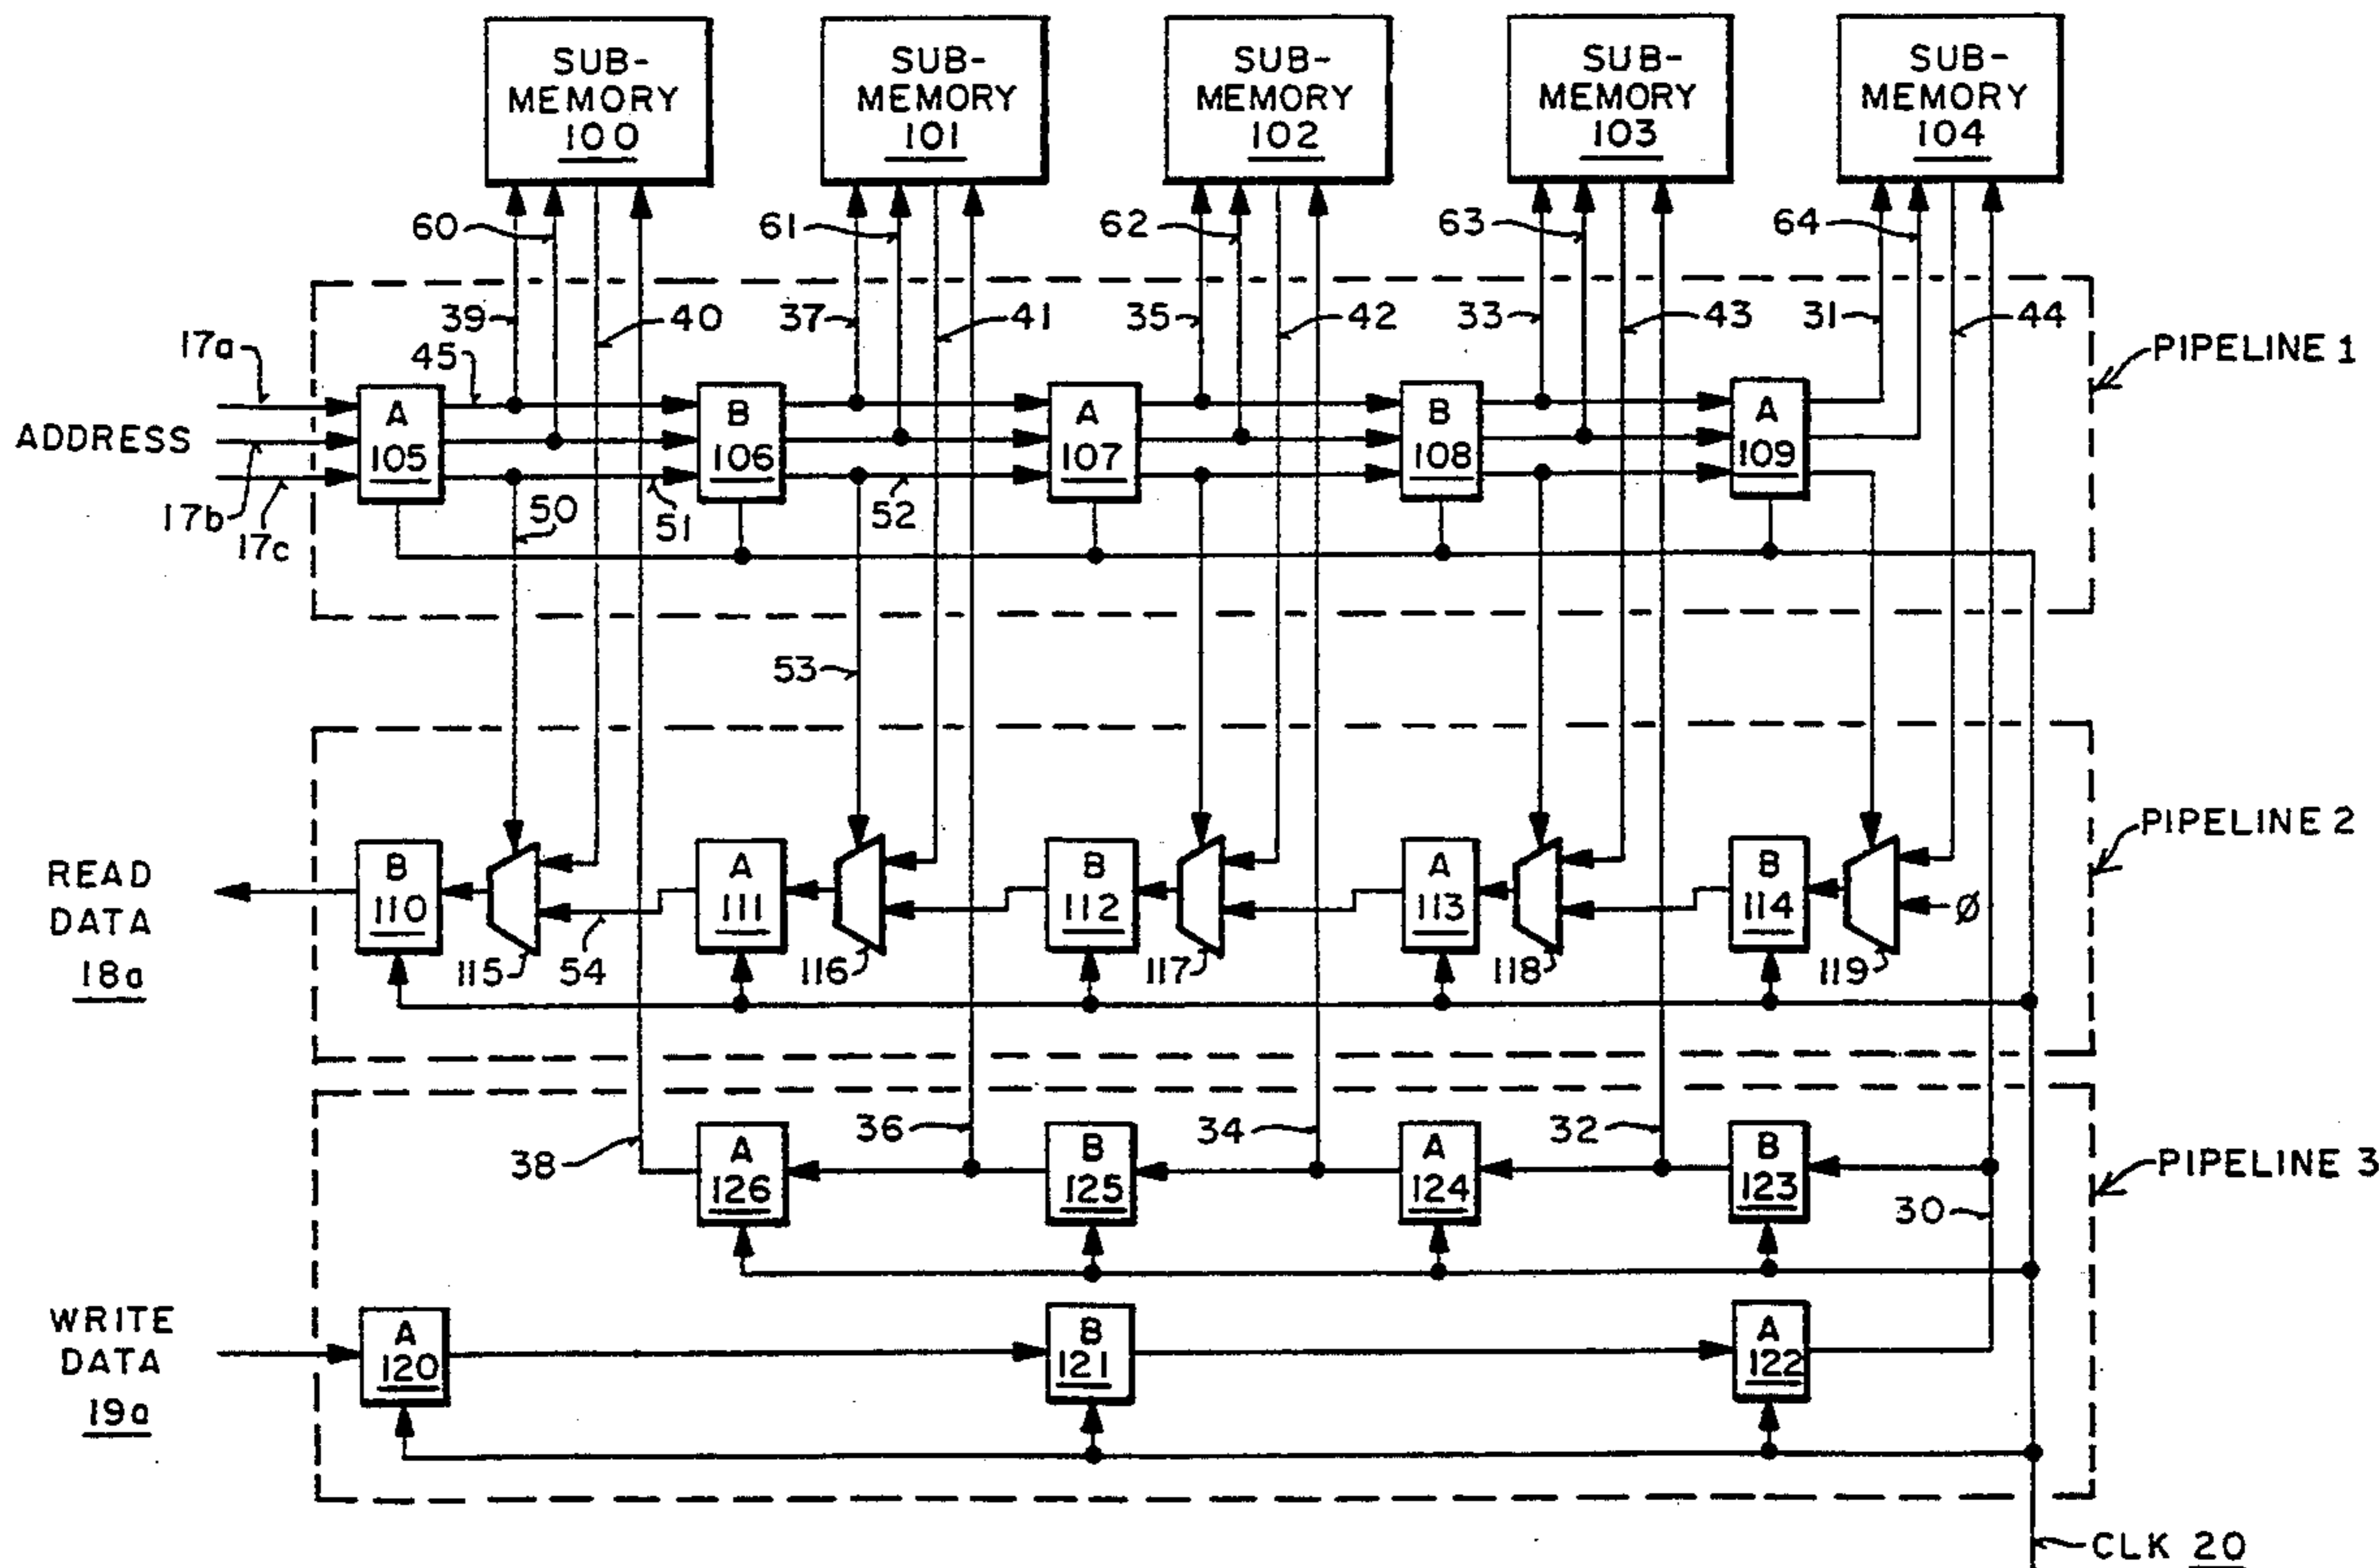 SUB-
MEMORY
100
SUB-
MEMORY
101
SUB-
MEMORY
102
SUB-
MEMORY
103
SUB-
MEMORY
104
60
61
62
63
64
39
40
37
41
35
42
33
43
31
44
PIPELINE 1
17a
45
ADDRESS
A
105
B
106
A
107
B
108
A
109
17b
17c
50
51
52
53
PIPELINE 2
READ
DATA
18a
B
110
A
111
B
112
A
113
B
114
Ø
115
54
116
117
118
119
38
A
126
36
B
125
34
A
124
32
B
123
30
PIPELINE 3
WRITE
DATA
19a
A
120
B
121
A
122
CLK 20